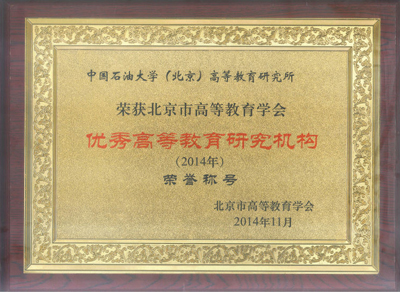 中国石油大学（北京）高等教育研究所
荣获北京市高等教育学会
优秀高等教育研究机构
（2014年）
荣誉称号
北京市高等教育学会
2014年11月